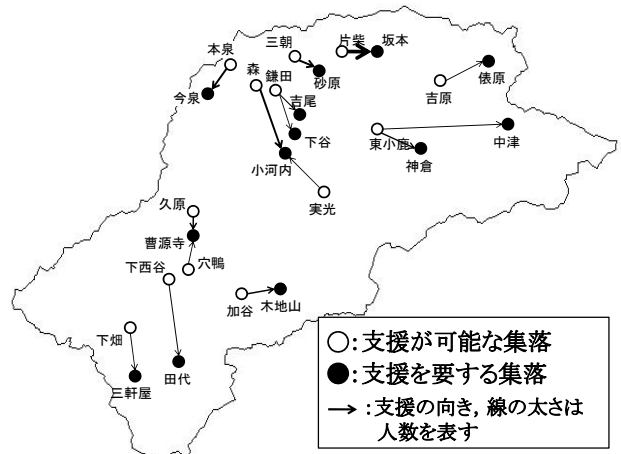 本泉
今泉
三朝
砂原
片柴
坂本
森
鎌田
吉尾
下谷
小河内
吉原
俵原
東小鹿
神倉
中津
実光
久原
曹源寺
穴鴨
下西谷
田代
加谷
木地山
下畑
三軒屋
○:支援が可能な集落
●:支援を要する集落
→:支援の向き,線の太さは
人数を表す